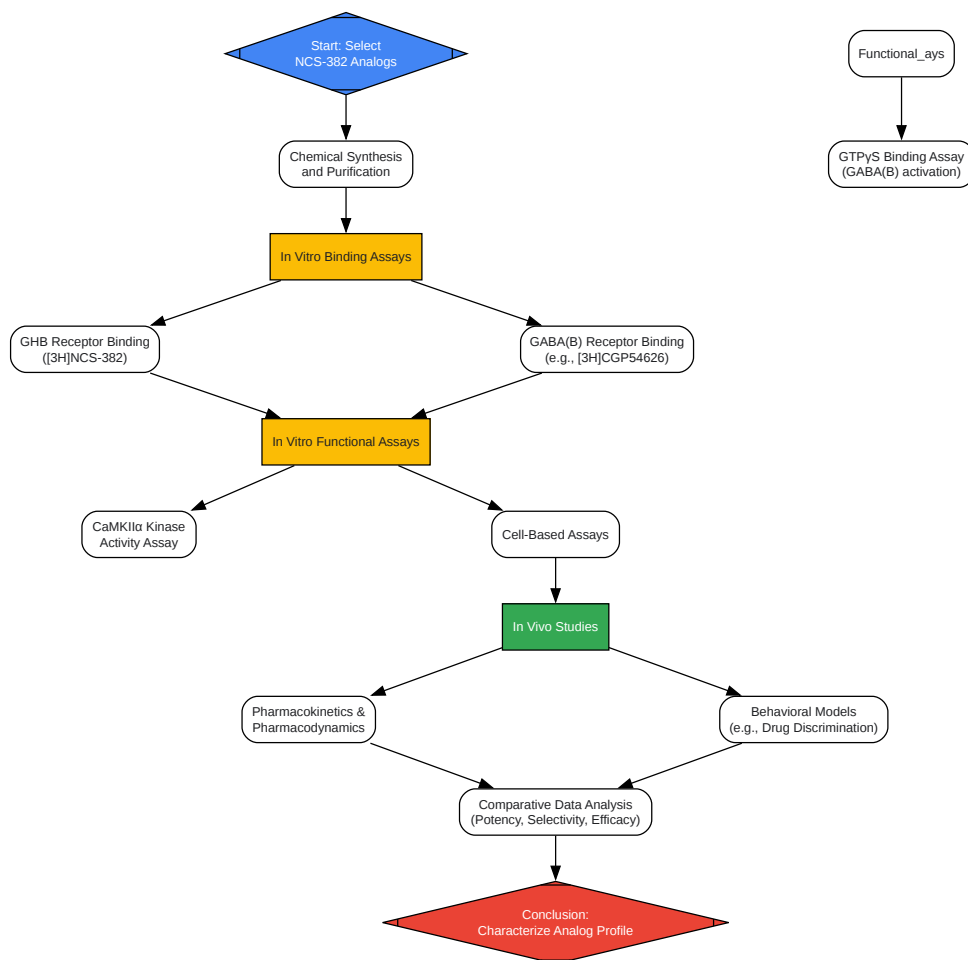 Start: Select
NCS-382 Analogs
Functional_ays
Chemical Synthesis
and Purification
GTPγS Binding Assay
(GABA(B) activation)
In Vitro Binding Assays
GHB Receptor Binding
([3H]NCS-382)
GABA(B) Receptor Binding
(e.g., [3H]CGP54626)
In Vitro Functional Assays
CaMKIIα Kinase
Activity Assay
Cell-Based Assays
In Vivo Studies
Pharmacokinetics &
Pharmacodynamics
Behavioral Models
(e.g., Drug Discrimination)
Comparative Data Analysis
(Potency, Selectivity, Efficacy)
Conclusion:
Characterize Analog Profile